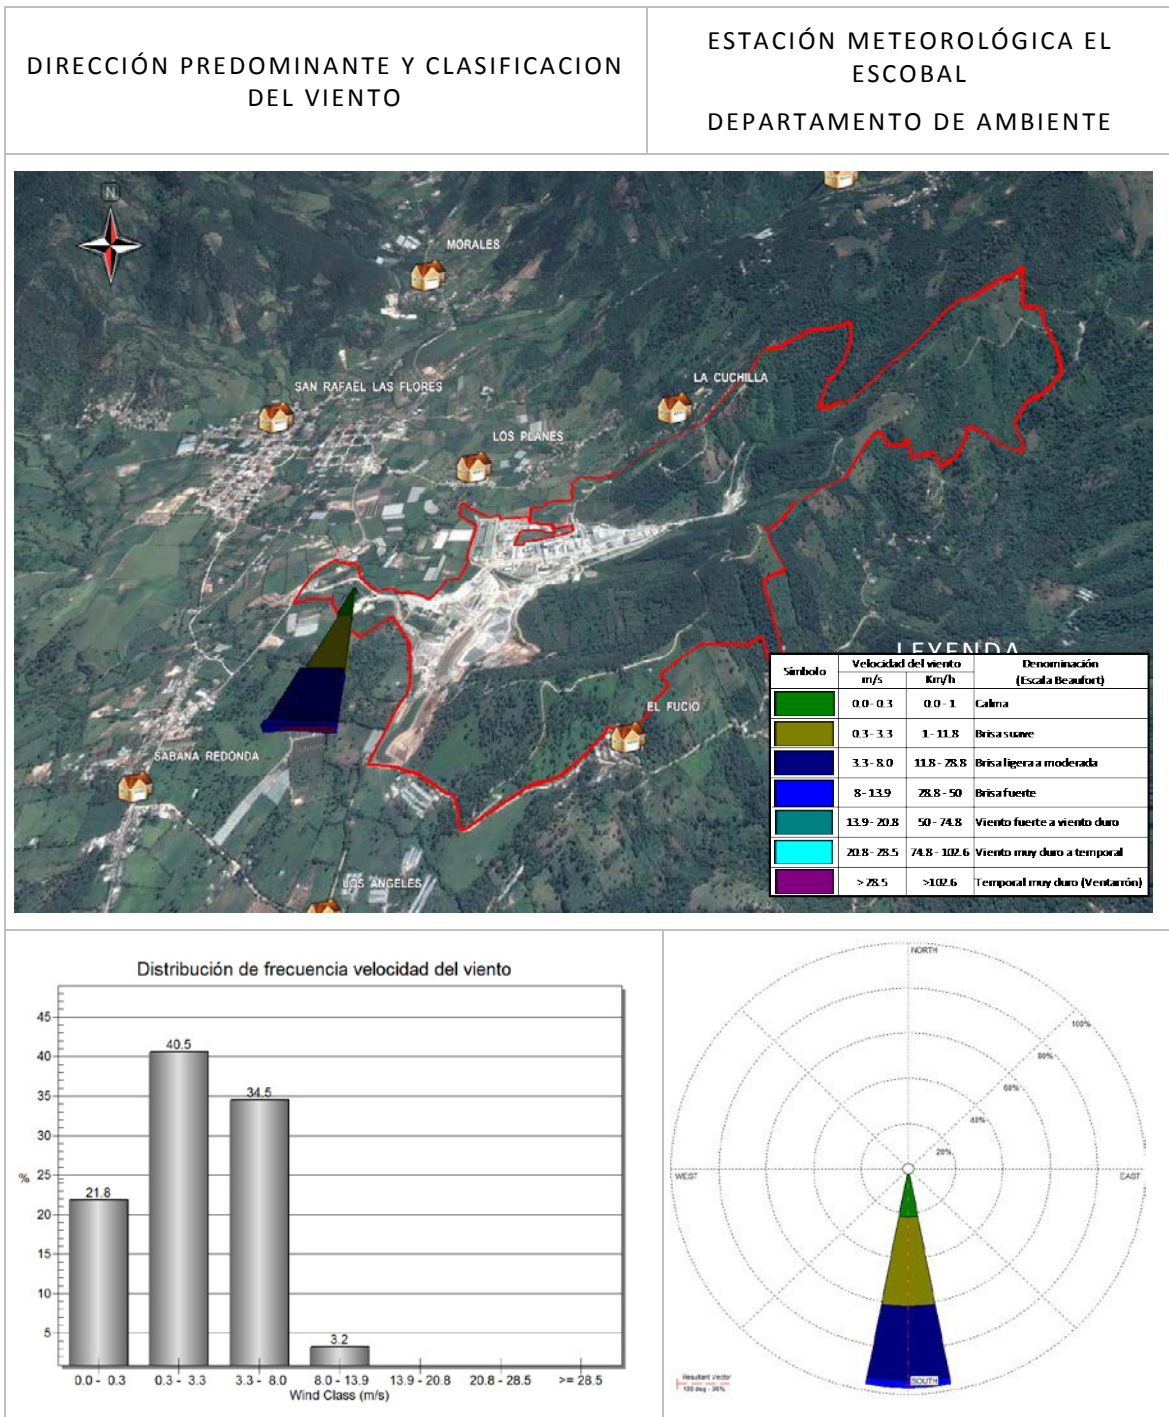 DIRECCIÓN PREDOMINANTE Y CLASIFICACION
DEL VIENTO
ESTACIÓN METEOROLÓGICA EL
ESCOBAL
DEPARTAMENTO DE AMBIENTE
N
MORALES
SAN RAFAEL LAS FLORES
LA CUCHILLA
LOS PLANES
EL FUCIO
SABANA REDONDA
LOS ANGELES
LEYENDA
Símbolo Velocidad del viento Denominación
m/s Km/h (Escala Beaufort)
0.0 - 0.3 0.0 - 1 Calma
0.3 - 3.3 1 - 11.8 Brisa suave
3.3 - 8.0 11.8 - 28.8 Brisa ligera a moderada
8 - 13.9 28.8 - 50 Brisa fuerte
13.9 - 20.8 50 - 74.8 Viento fuerte a viento duro
20.8 - 28.5 74.8 - 102.6 Viento muy duro a temporal
> 28.5 >102.6 Temporal muy duro (Ventarrón)
Distribución de frecuencia velocidad del viento
45
40
35
30
25
20
15
10
5
%
21.8
40.5
34.5
3.2
0.0 - 0.3 0.3 - 3.3 3.3 - 8.0 8.0 - 13.9 13.9 - 20.8 20.8 - 28.5 >= 28.5
Wind Class (m/s)
NORTH
100%
80%
60%
40%
20%
WEST
EAST
SOUTH
Resultant Vector
180 deg - 96%